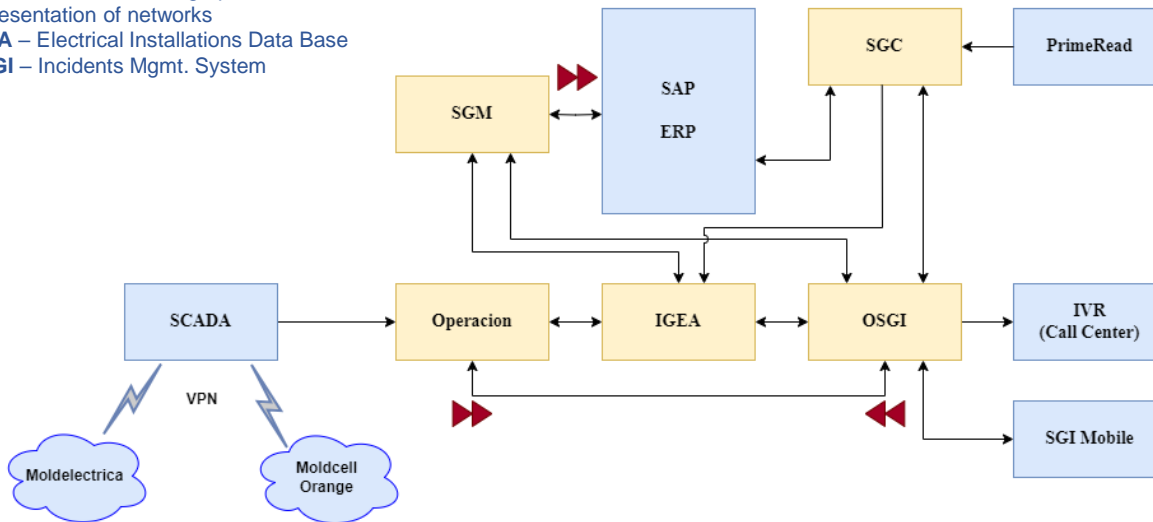 esentation of networks
A – Electrical Installations Data Base
GI – Incidents Mgmt. System
SGC
PrimeRead
SAP
ERP
SGM
SCADA
Operacion
IGEA
OSGI
IVR
(Call Center)
VPN
Moldelectrica
Moldcell
Orange
SGI Mobile